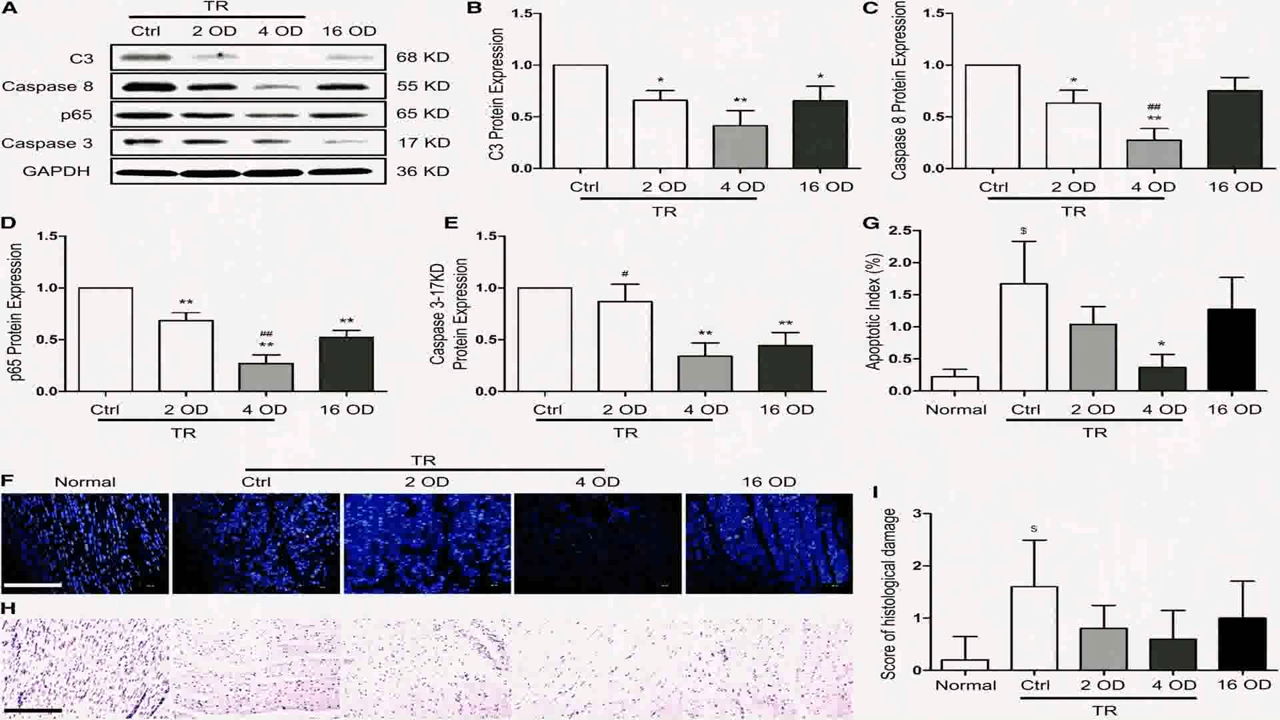 A
TR
Ctrl 2 OD 4 OD 16 OD
C3 68 KD
Caspase 8 55 KD
p65 65 KD
Caspase 3 17 KD
GAPDH 36 KD
B
C3 Protein Expression
1.5
1.0
0.5
0.0
*
**
*
Ctrl 2 OD 4 OD 16 OD
TR
C
Caspase 8 Protein Expression
1.5
1.0
0.5
0.0
*
##
**
Ctrl 2 OD 4 OD 16 OD
TR
D
p65 Protein Expression
1.5
1.0
0.5
0.0
**
##
**
**
Ctrl 2 OD 4 OD 16 OD
TR
E
Caspase 3-17KD
Protein Expression
1.5
1.0
0.5
0.0
#
**
**
Ctrl 2 OD 4 OD 16 OD
TR
G
Apoptotic Index (%)
2.5
2.0
1.5
1.0
0.5
0.0
$
*
Normal Ctrl 2 OD 4 OD 16 OD
TR
F
TR
Normal Ctrl 2 OD 4 OD 16 OD
H
I
Score of histological damage
3
2
1
0
$
Normal Ctrl 2 OD 4 OD 16 OD
TR